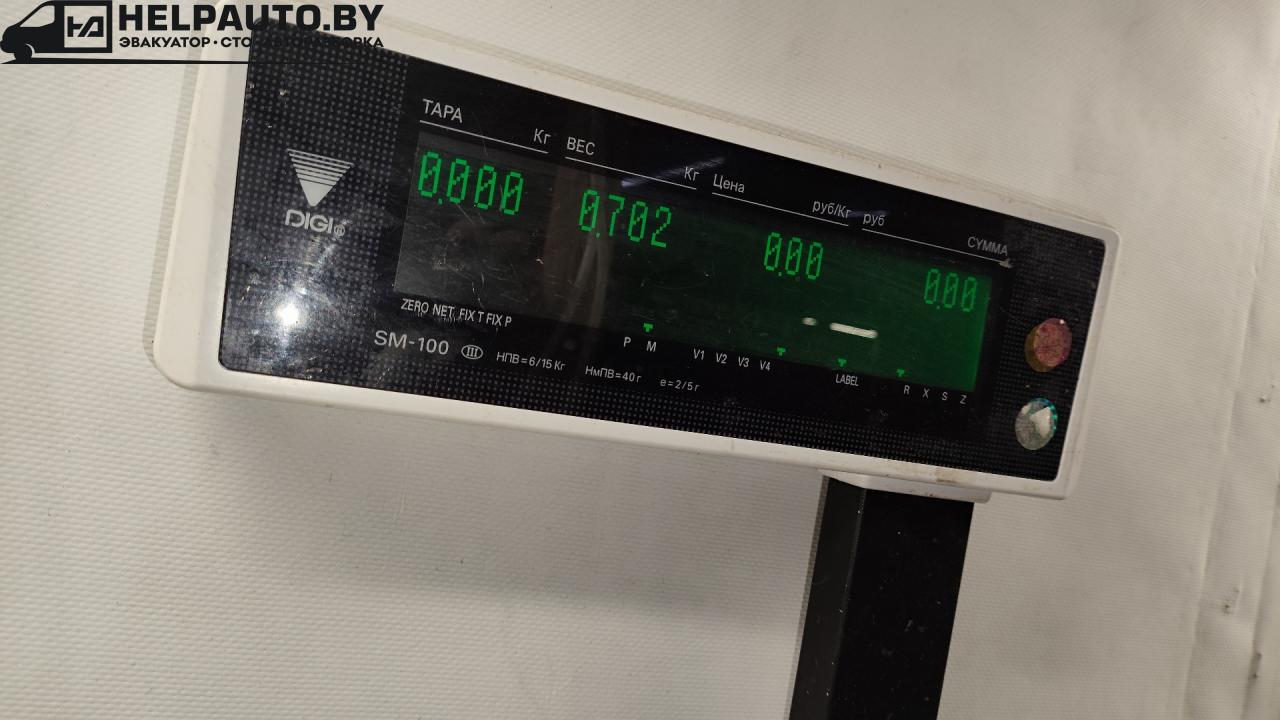 HELPAUTO.BY
ЭВАКУАТОР • СТО • АВТОРАЗБОРКА
ТАРА Кг ВЕС Кг Цена руб/Кг руб СУММА
0.000 0.702 0.00 0.00
DIGI®
ZERO NET FIX T FIX P P M V1 V2 V3 V4 LABEL R X S Z
SM-100 III НПВ=6/15 Кг НмПВ=40 г e=2/5 г